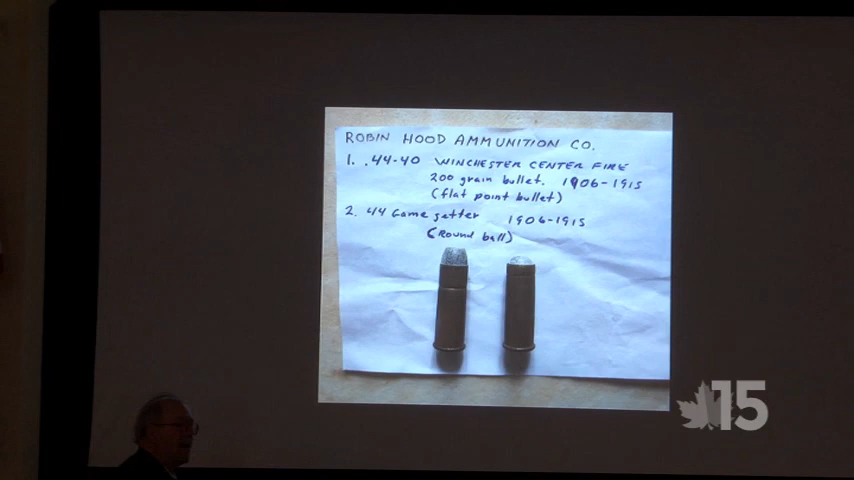 ROBIN HOOD AMMUNITION CO.
1. .44-40 WINCHESTER CENTER FIRE
200 grain bullet. 1906-1915
(flat point bullet)
2. 44 Game getter 1906-1915
(Round ball)
15